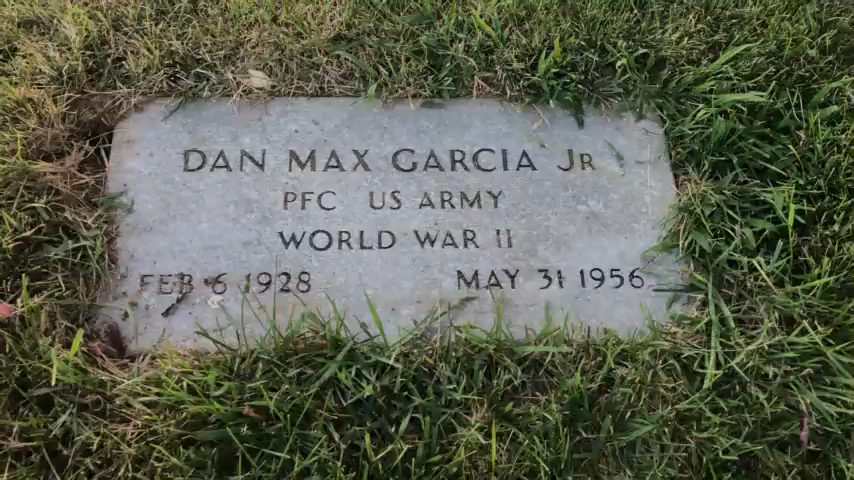 DAN MAX GARCIA JR
PFC US ARMY
WORLD WAR II
FEB 6 1928 MAY 31 1956